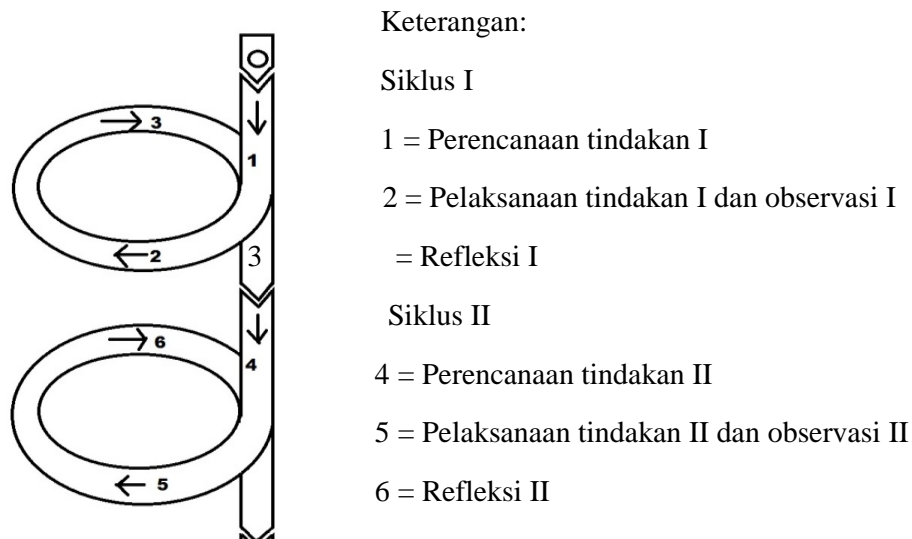 Keterangan:
Siklus I
1 = Perencanaan tindakan I
2 = Pelaksanaan tindakan I dan observasi I
3 = Refleksi I
Siklus II
4 = Perencanaan tindakan II
5 = Pelaksanaan tindakan II dan observasi II
6 = Refleksi II
O
3
1
2
6
4
5